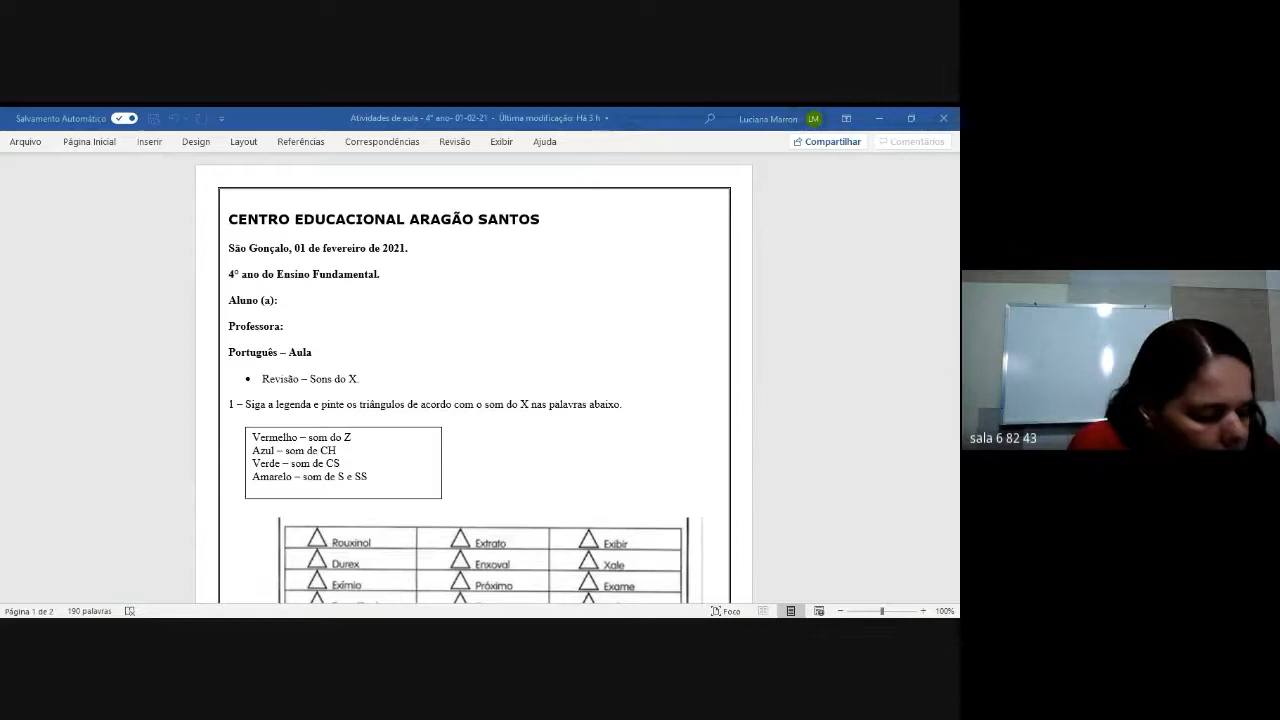 Salvamento Automático
Atividades de aula - 4° ano- 01-02-21 - Última modificação: Há 3 h
Luciana Marron LM
Arquivo Página Inicial Inserir Design Layout Referências Correspondências Revisão Exibir Ajuda
Compartilhar Comentários
CENTRO EDUCACIONAL ARAGÃO SANTOS
São Gonçalo, 01 de fevereiro de 2021.
4° ano do Ensino Fundamental.
Aluno (a):
Professora:
Português – Aula
• Revisão – Sons do X.
1 – Siga a legenda e pinte os triângulos de acordo com o som do X nas palavras abaixo.
Vermelho – som do Z
Azul – som de CH
Verde – som de CS
Amarelo – som de S e SS
Rouxinol Extrato Exibir
Durex Enxoval Xale
Exímio Próximo Exame
Página 1 de 2 190 palavras
Foco
100%
sala 6 82 43